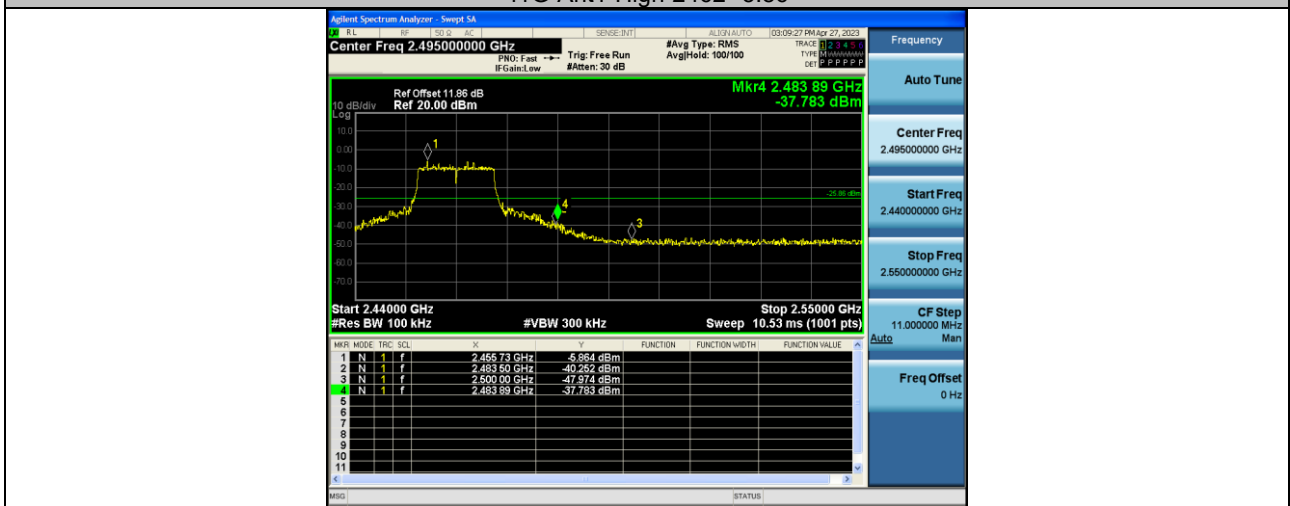 11G Ant1 High 2462 -5.86
Agilent Spectrum Analyzer - Swept SA
RL RF 50 Ω AC SENSE:INT ALIGN AUTO 03:09:27 PM Apr 27, 2023
Center Freq 2.495000000 GHz
PNO: Fast
IFGain:Low
Trig: Free Run
#Atten: 30 dB
#Avg Type: RMS
Avg|Hold: 100/100
TRACE 1 2 3 4 5 6
TYPE M
DET P P P P P P
Ref Offset 11.86 dB
10 dB/div Ref 20.00 dBm
Log
Mkr4 2.483 89 GHz
-37.783 dBm
10.0
0.00
-10.0
-20.0
-30.0
-40.0
-50.0
-60.0
-70.0
1
4
3
-25.86 dBm
Start 2.44000 GHz Stop 2.55000 GHz
#Res BW 100 kHz #VBW 300 kHz Sweep 10.53 ms (1001 pts)
MKR MODE TRC SCL X Y FUNCTION FUNCTION WIDTH FUNCTION VALUE
1 N 1 f 2.455 73 GHz -5.864 dBm
2 N 1 f 2.483 50 GHz -40.252 dBm
3 N 1 f 2.500 00 GHz -47.974 dBm
4 N 1 f 2.483 89 GHz -37.783 dBm
5
6
7
8
9
10
11
MSG STATUS
Frequency
Auto Tune
Center Freq
2.495000000 GHz
Start Freq
2.440000000 GHz
Stop Freq
2.550000000 GHz
CF Step
11.000000 MHz
Auto Man
Freq Offset
0 Hz